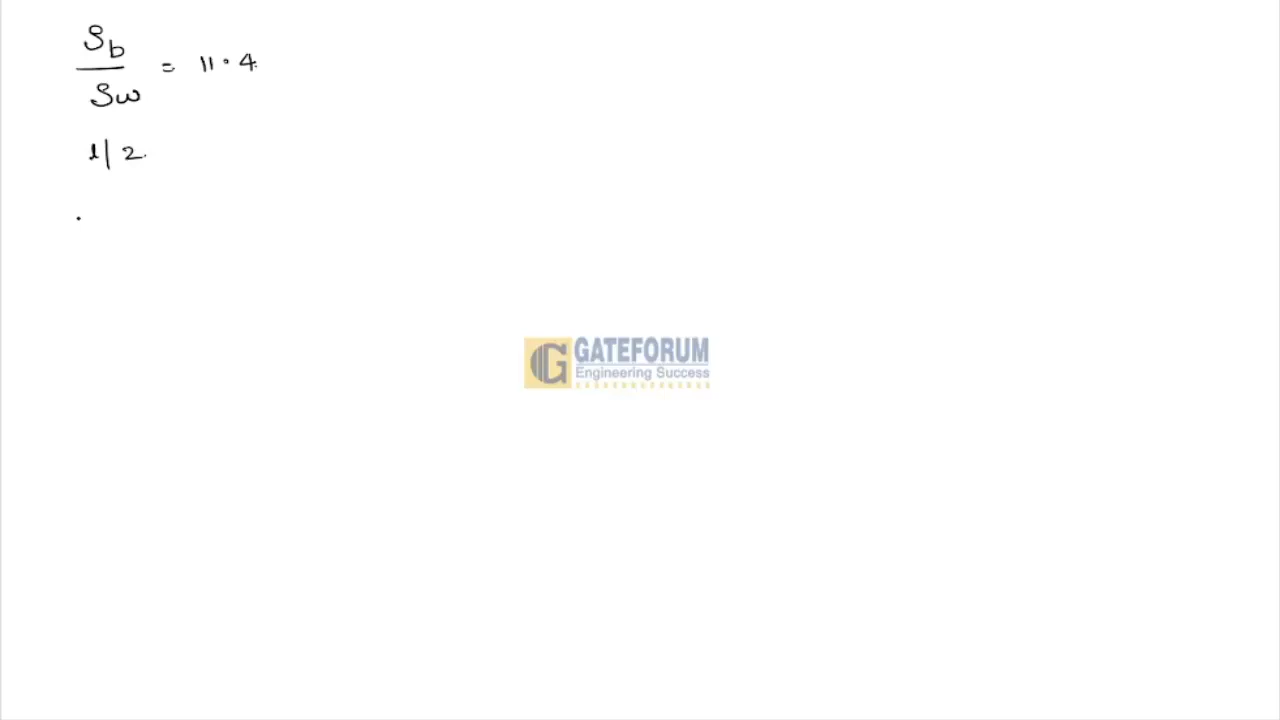 Sb
Sw = 11.4
1/2.
GATEFORUM
Engineering Success